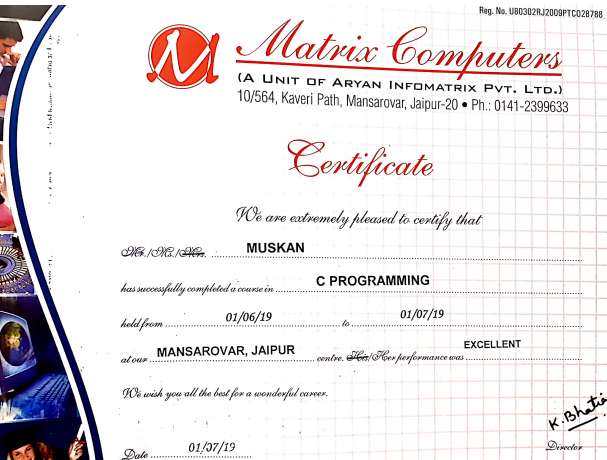 Reg. No. U80302RJ2009PTC028788
M
Matrix Computers
(A UNIT OF ARYAN INFOMATRIX PVT. LTD.)
10/564, Kaveri Path, Mansarovar, Jaipur-20 • Ph.: 0141-2399633
Certificate
We are extremely pleased to certify that
Mr./Ms./Mrs. MUSKAN
has successfully completed a course in C PROGRAMMING
held from 01/06/19 to 01/07/19
at our MANSAROVAR, JAIPUR centre. His/Her performance was EXCELLENT
We wish you all the best for a wonderful career.
K. Bhatia
Date 01/07/19 Director